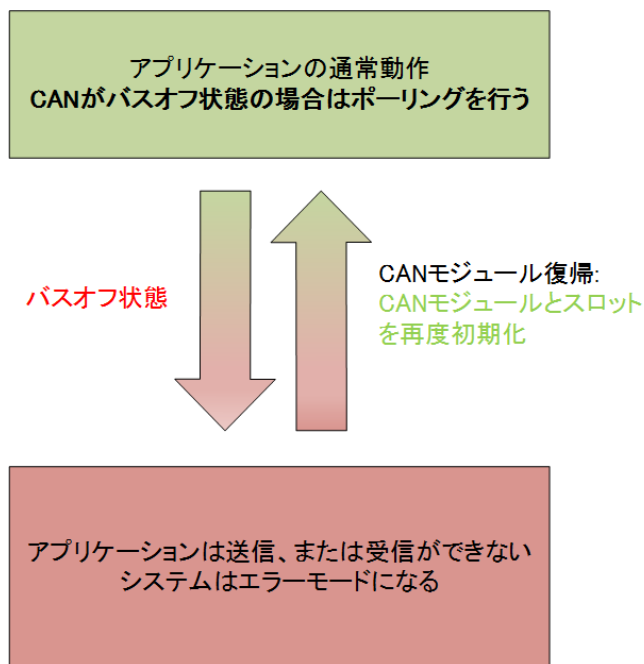 アプリケーションの通常動作
CANがバスオフ状態の場合はポーリングを行う
バスオフ状態
CANモジュール復帰:
CANモジュールとスロット
を再度初期化
アプリケーションは送信、または受信ができない
システムはエラーモードになる